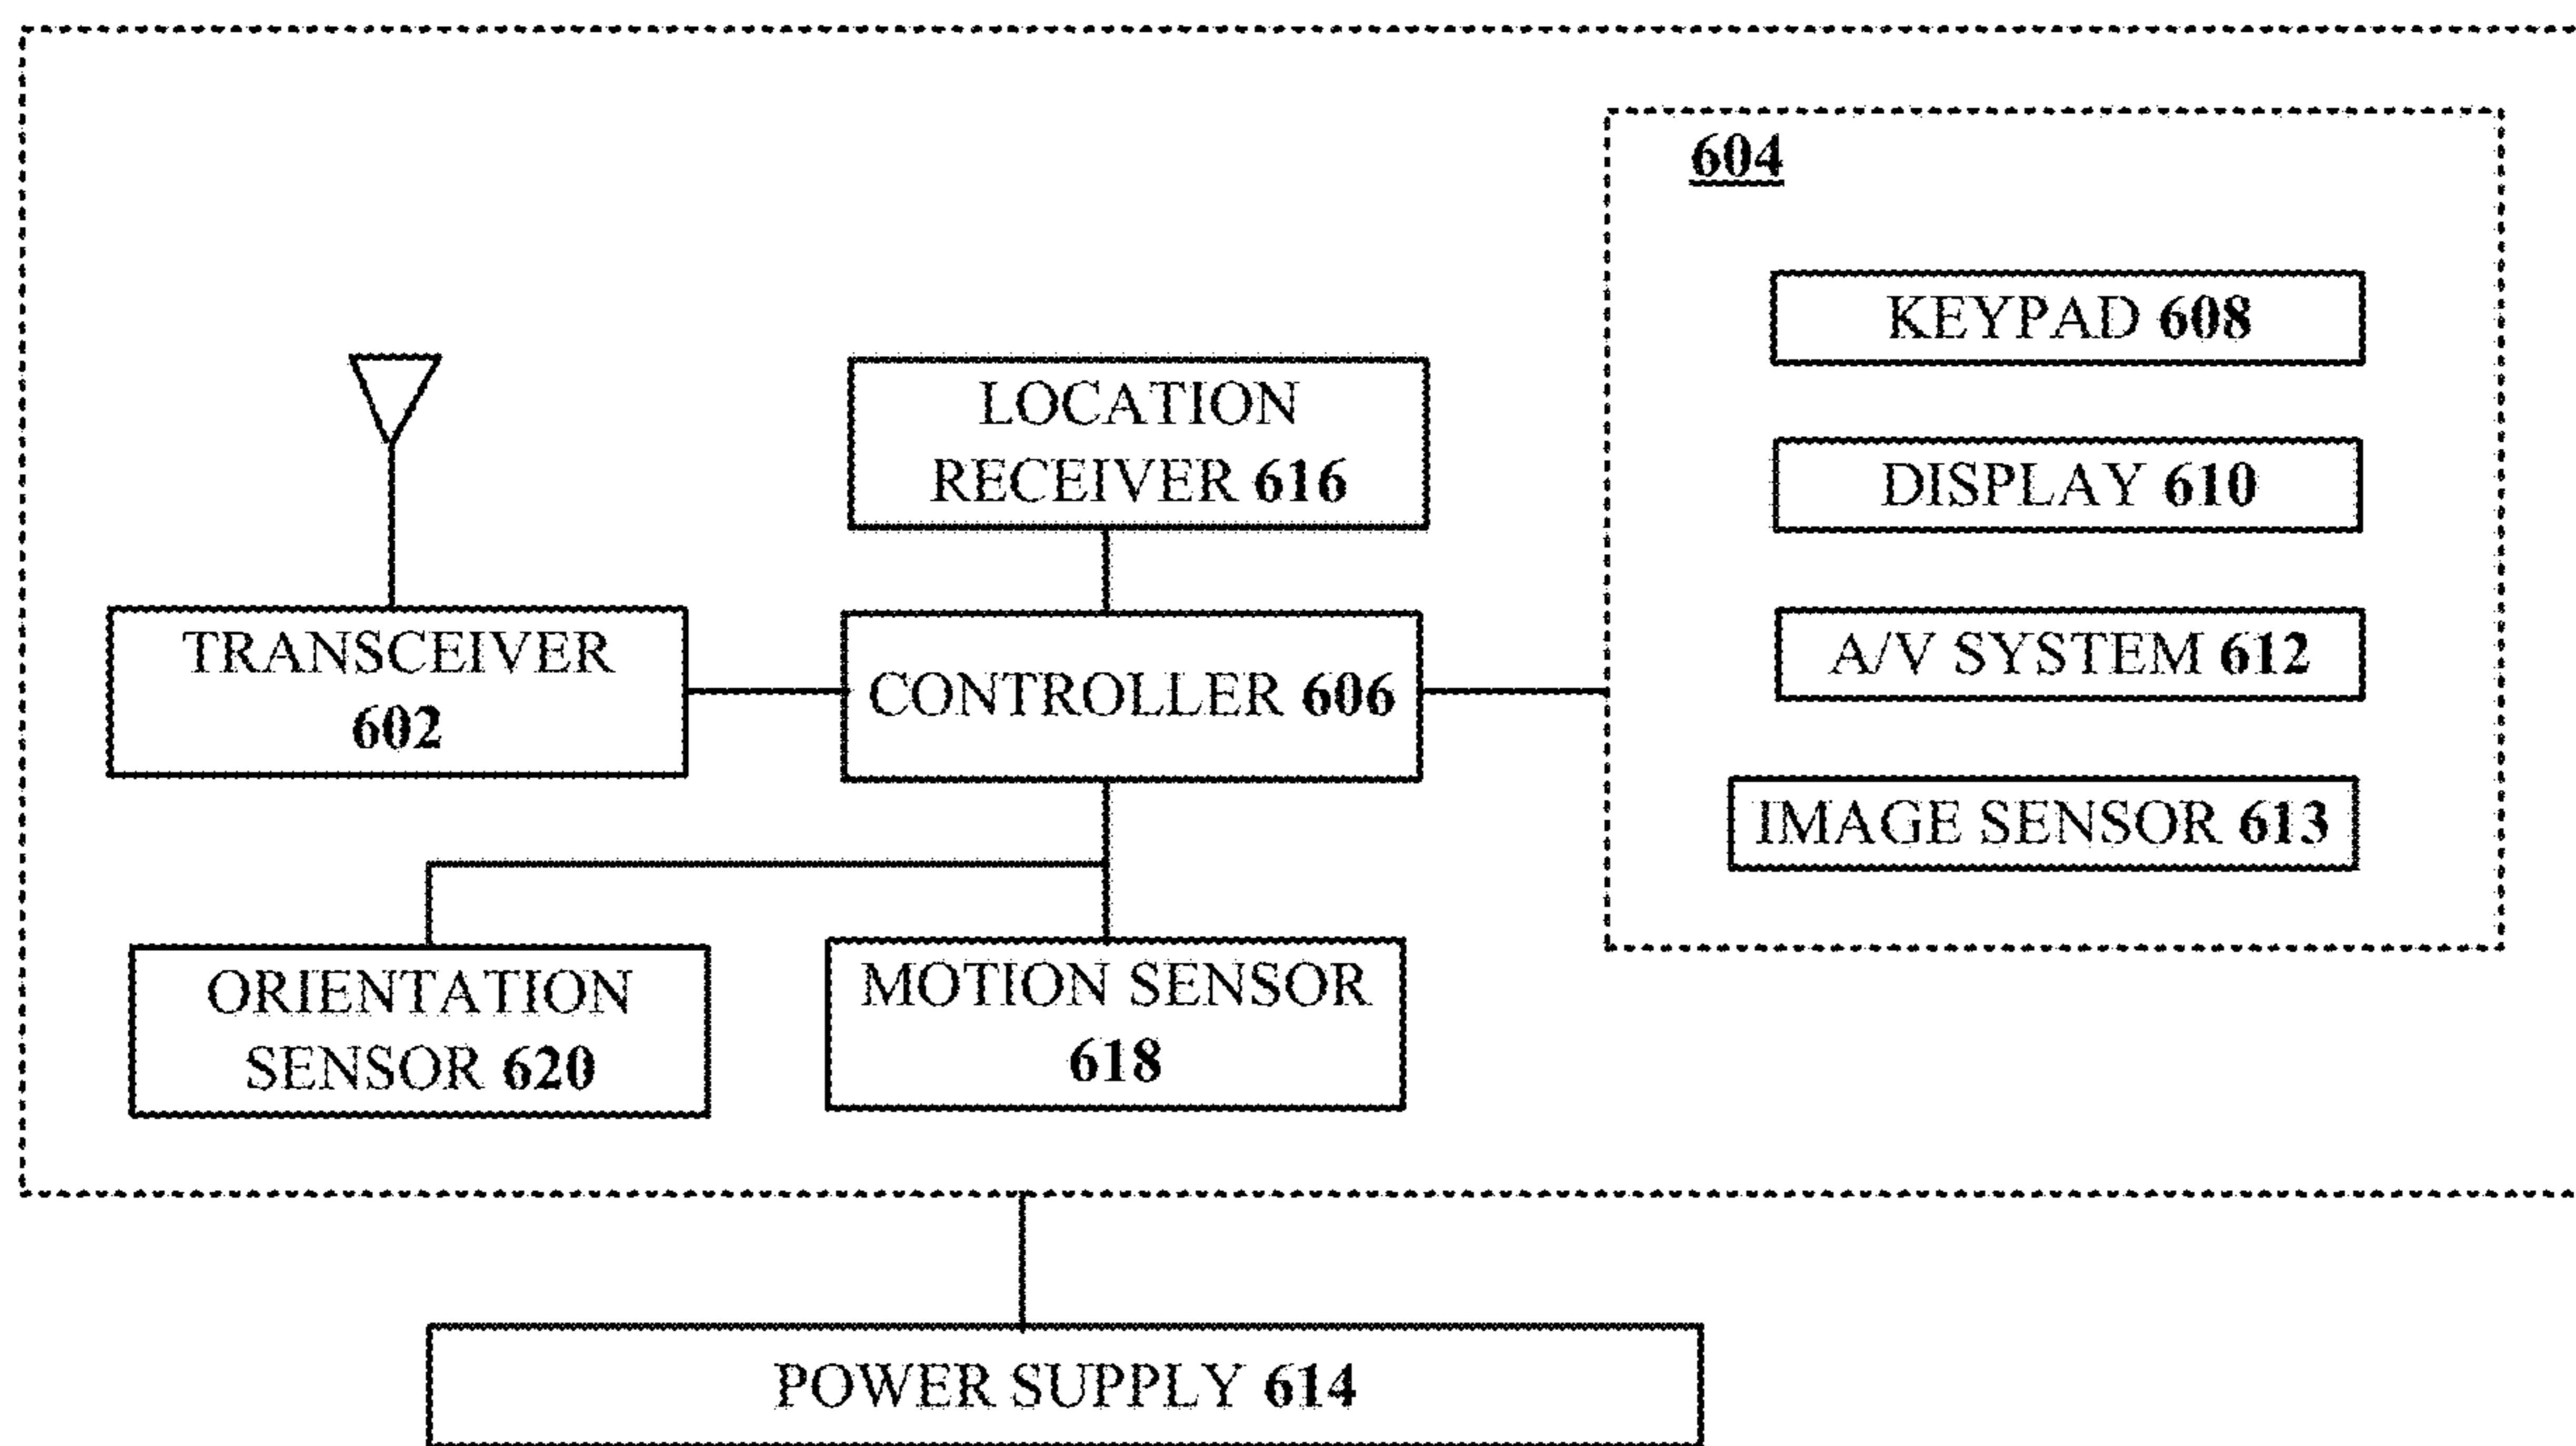 604
KEYPAD 608
LOCATION
RECEIVER 616
DISPLAY 610
TRANSCEIVER
602
CONTROLLER 606
A/V SYSTEM 612
IMAGE SENSOR 613
ORIENTATION
SENSOR 620
MOTION SENSOR
618
POWER SUPPLY 614